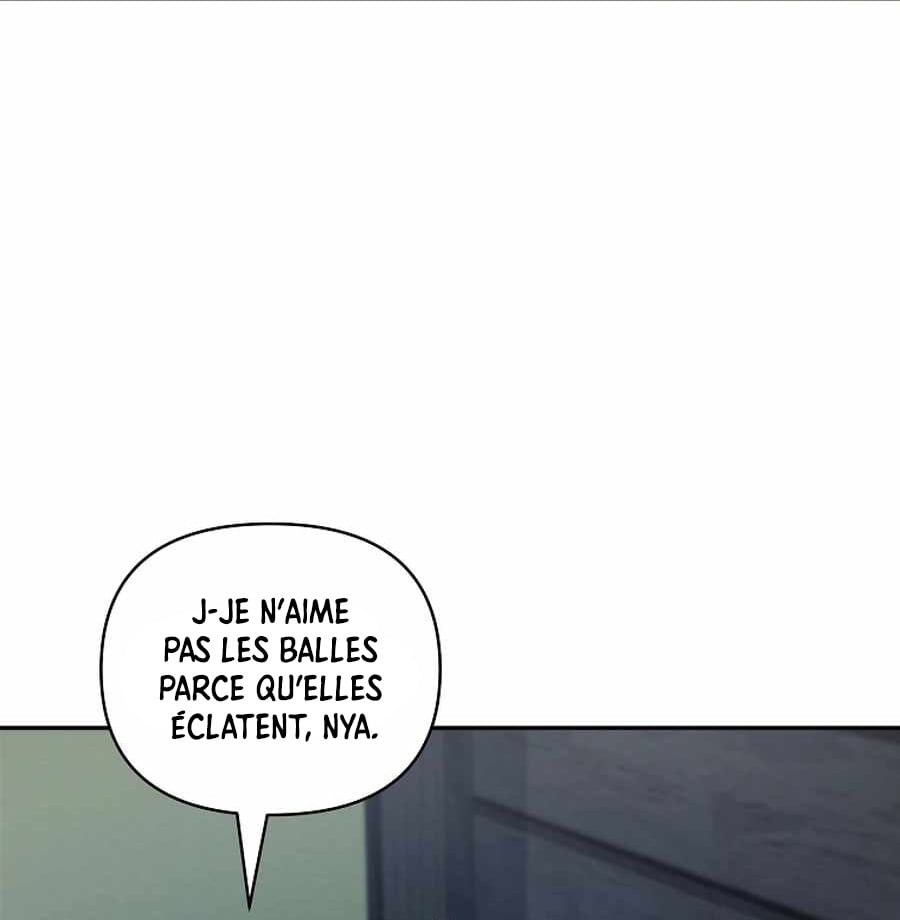 J-JE N'AIME
PAS LES BALLES
PARCE QU'ELLES
ÉCLATENT, NYA.